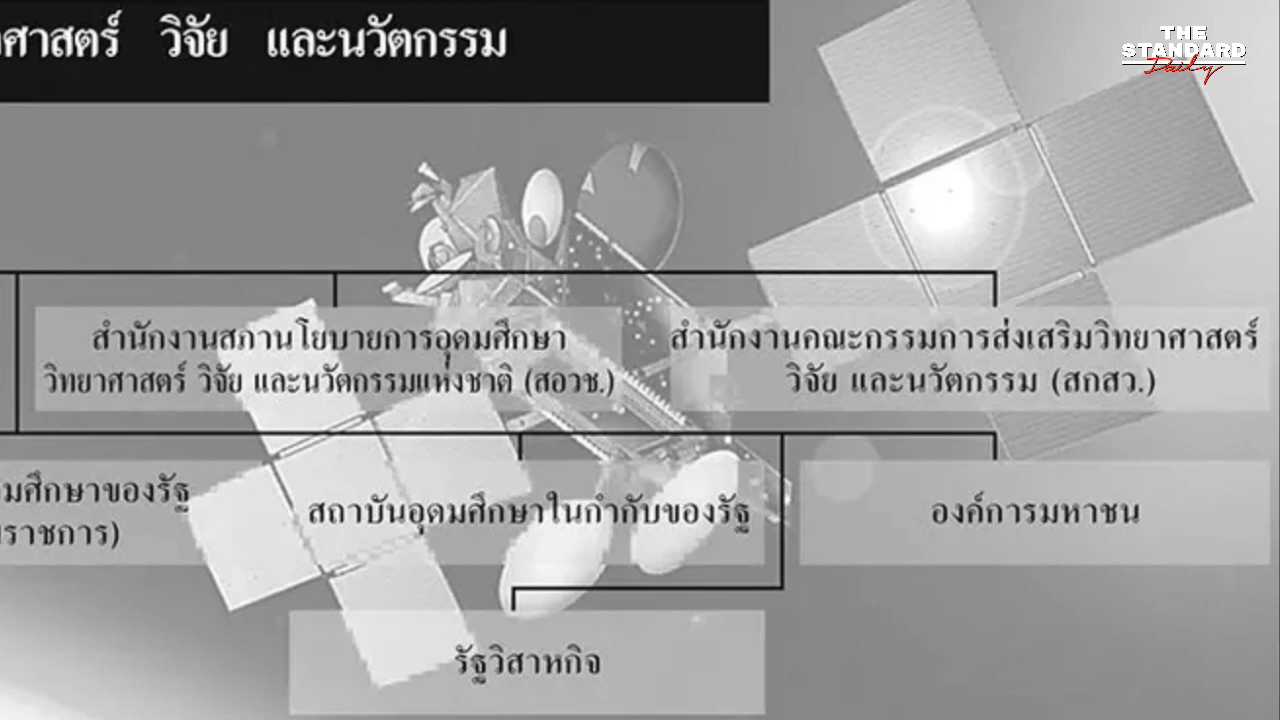 ศาสตร์ วิจัย และนวัตกรรม
THE
STANDARD
Daily
สำนักงานสภานโยบายการอุดมศึกษา
วิทยาศาสตร์ วิจัย และนวัตกรรมแห่งชาติ (สอวช.)
สำนักงานคณะกรรมการส่งเสริมวิทยาศาสตร์
วิจัย และนวัตกรรม (สกสว.)
มศึกษาของรัฐ
ราชการ)
สถาบันอุดมศึกษาในกำกับของรัฐ
องค์การมหาชน
รัฐวิสาหกิจ